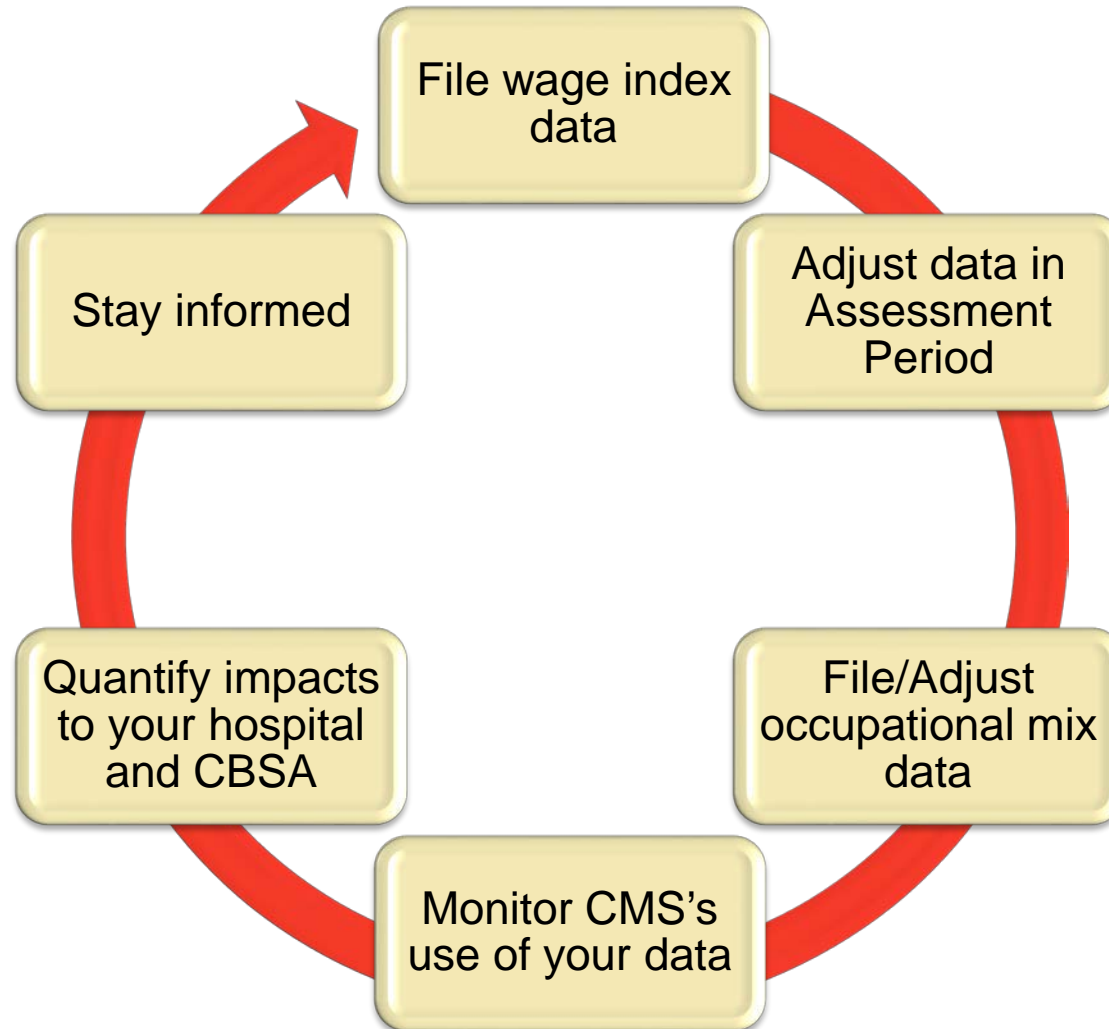 File wage index
data
Adjust data in
Assessment
Period
File/Adjust
occupational mix
data
Monitor CMS’s
use of your data
Quantify impacts
to your hospital
and CBSA
Stay informed